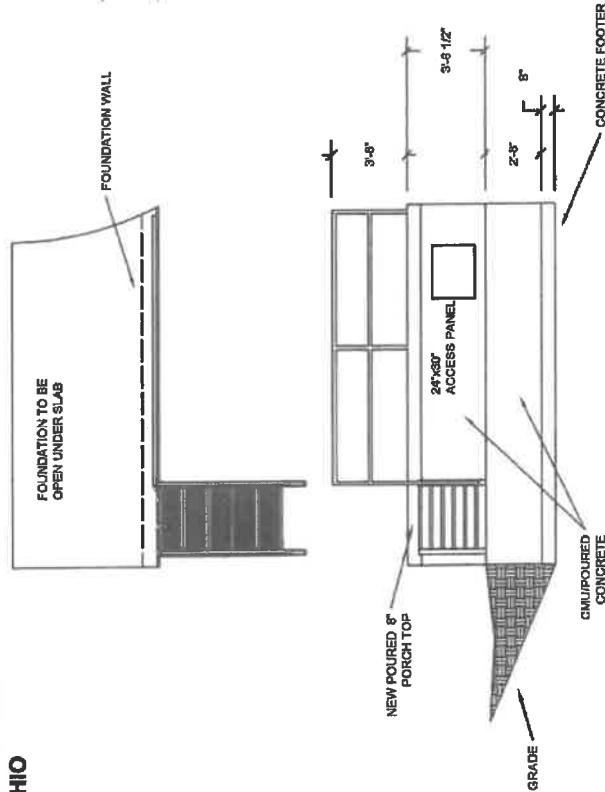 HIO
FOUNDATION WALL
FOUNDATION TO BE
OPEN UNDER SLAB
3'-6 1/2"
3'-8"
8"
2'-8"
NEW POURED 8"
PORCH TOP
24"x30"
ACCESS PANEL
GRADE
CMU/POURED
CONCRETE
CONCRETE FOOTER